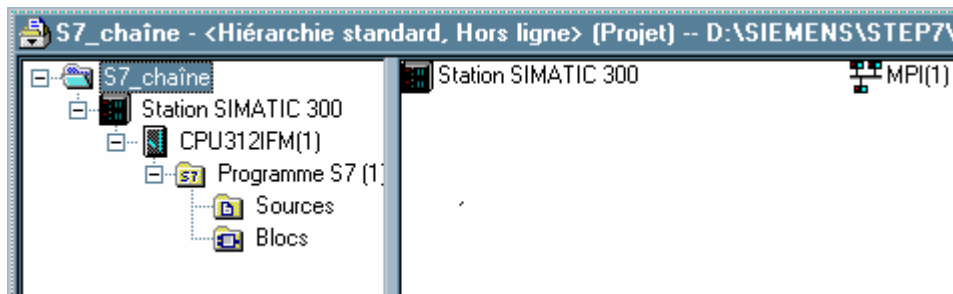 S7_chaîne - <Hiérarchie standard, Hors ligne> (Projet) -- D:\SIEMENS\STEP7\
S7_chaîne
Station SIMATIC 300
CPU312IFM(1)
Programme S7 (1)
S7
Sources
Blocs
Station SIMATIC 300
MPI(1)